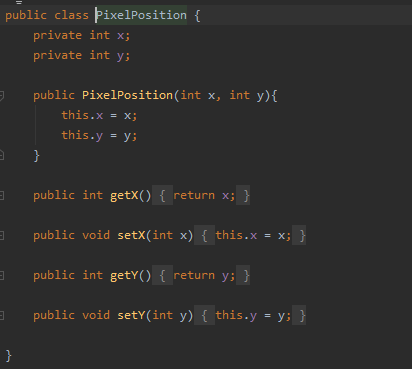 public class PixelPosition {
private int x;
private int y;
public PixelPosition(int x, int y){
this.x = x;
this.y = y;
}
public int getX() { return x; }
public void setX(int x) { this.x = x; }
public int getY() { return y; }
public void setY(int y) { this.y = y; }
}